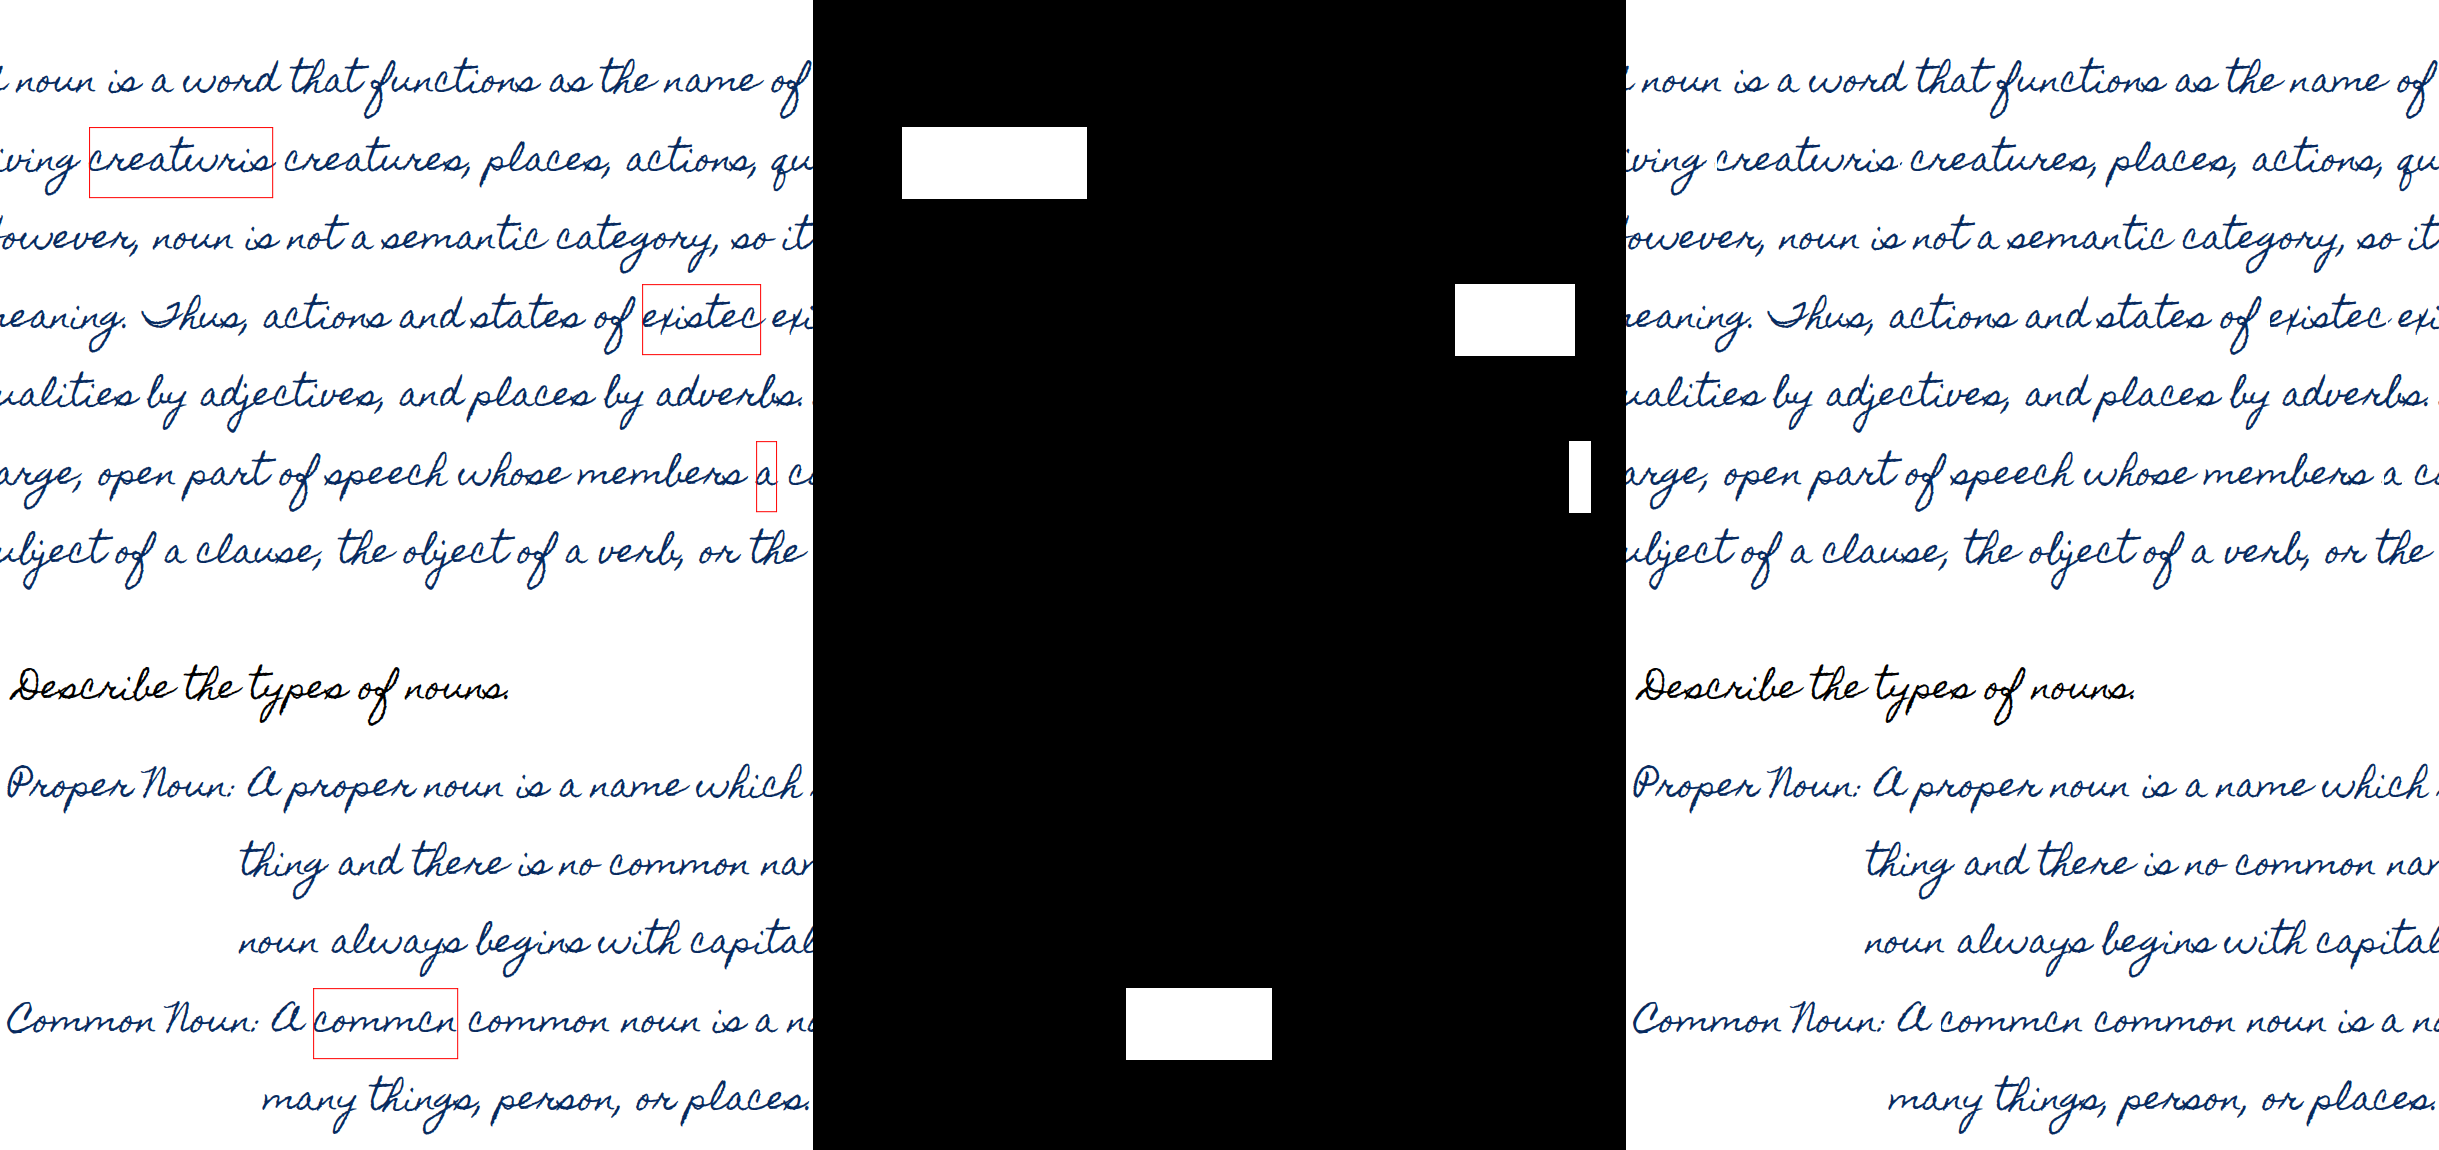 noun is a word that functions as the name of
iving creatwris creatures, places, actions, qu
owever, noun is not a semantic category, so it
eaning. Thus, actions and states of existec exi
ualities by adjectives, and places by adverbs.
arge, open part of speech whose members a c
ubject of a clause, the object of a verb, or the
Describe the types of nouns.
Proper Noun: A proper noun is a name which
thing and there is no common nam
noun always begins with capital
Common Noun: A commcn common noun is a na
many things, person, or places.
noun is a word that functions as the name of
iving creatwris creatures, places, actions, qu
owever, noun is not a semantic category, so it
eaning. Thus, actions and states of existec exi
ualities by adjectives, and places by adverbs.
arge, open part of speech whose members a c
ubject of a clause, the object of a verb, or the
Describe the types of nouns.
Proper Noun: A proper noun is a name which
thing and there is no common nam
noun always begins with capital
Common Noun: A commcn common noun is a na
many things, person, or places.